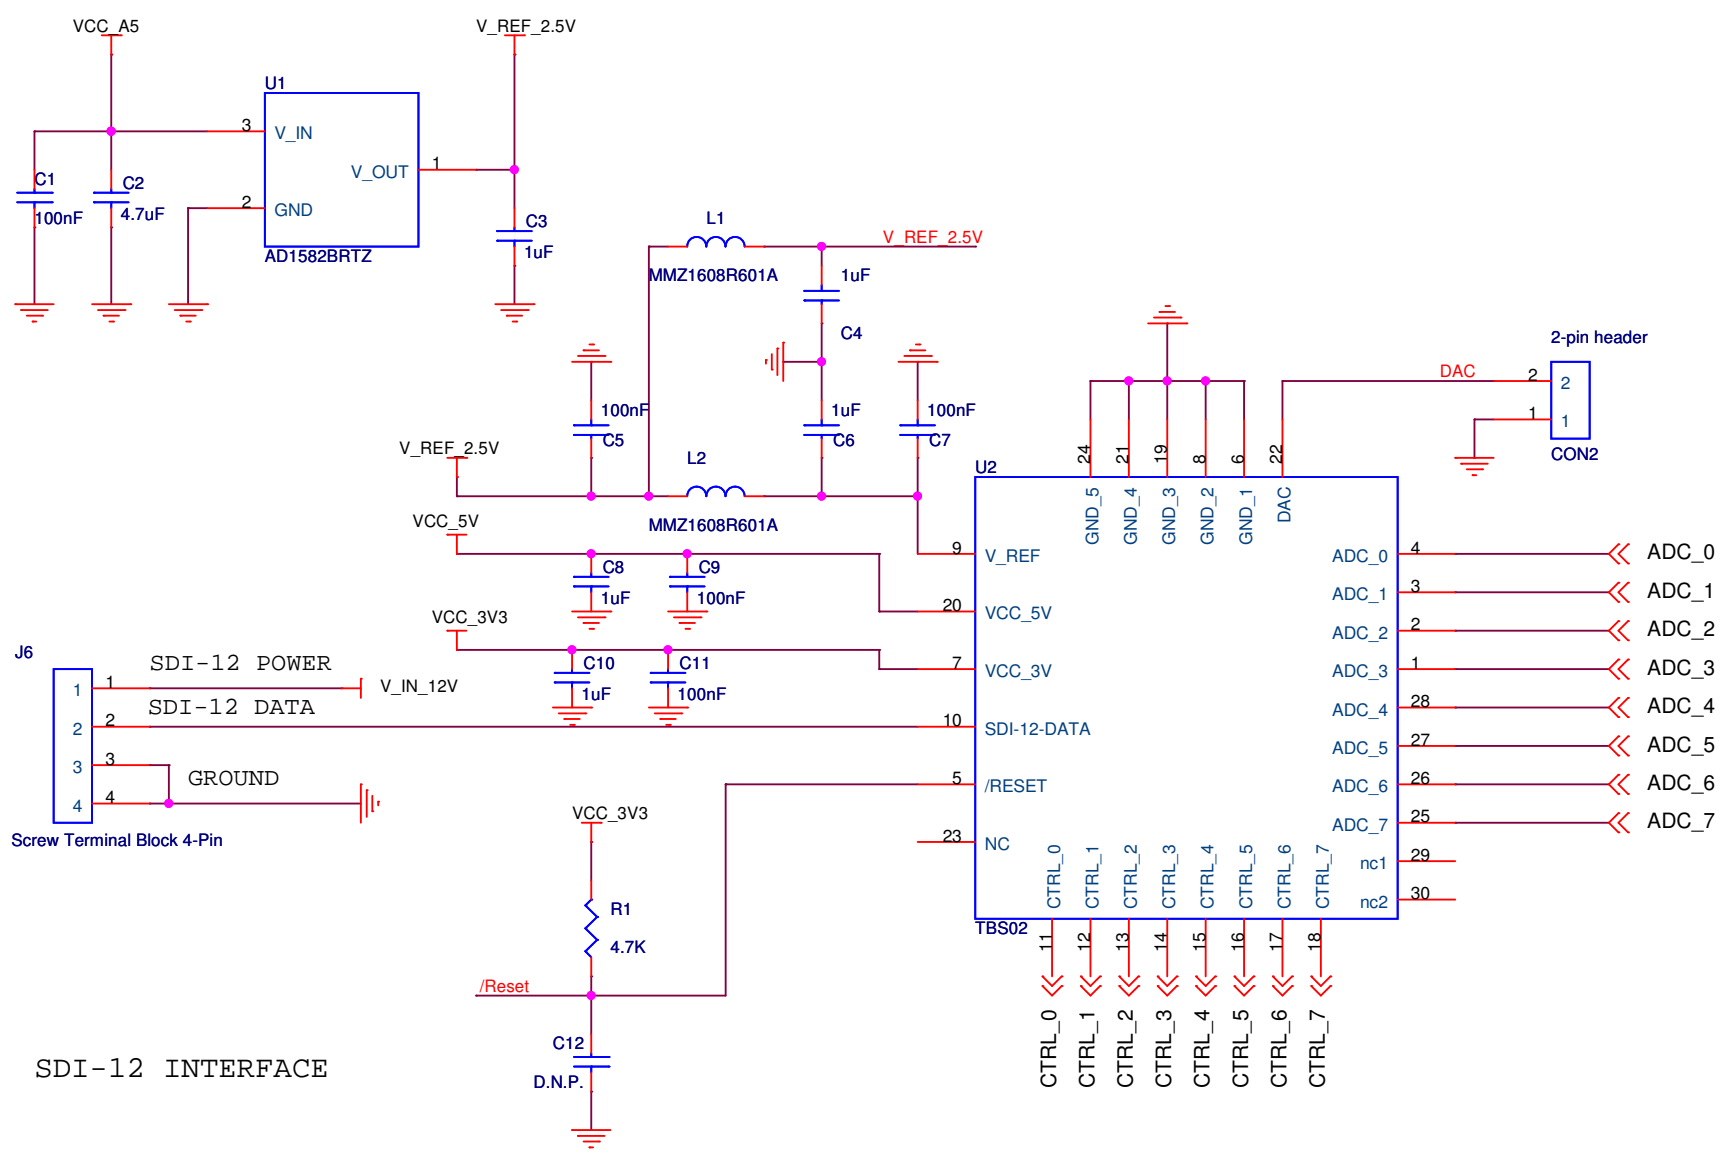 VCC_A5
V_REF_2.5V
U1
3
V_IN
V_OUT
1
2
GND
AD1582BRTZ
C1
100nF
C2
4.7uF
C3
1uF
L1
MMZ1608R601A
V_REF_2.5V
1uF
C4
100nF
C5
1uF
C6
100nF
C7
V_REF_2.5V
L2
MMZ1608R601A
VCC_5V
C8
1uF
C9
100nF
VCC_3V3
C10
1uF
C11
100nF
J6
1
2
3
4
1
2
3
4
SDI-12 POWER
V_IN_12V
SDI-12 DATA
GROUND
Screw Terminal Block 4-Pin
VCC_3V3
R1
4.7K
/Reset
C12
D.N.P.
SDI-12 INTERFACE
2-pin header
DAC
2
1
2
1
CON2
U2
24
21
19
8
6
22
GND_5
GND_4
GND_3
GND_2
GND_1
DAC
9
V_REF
20
VCC_5V
7
VCC_3V
10
SDI-12-DATA
5
/RESET
23
NC
ADC_0 4 ADC_0
ADC_1 3 ADC_1
ADC_2 2 ADC_2
ADC_3 1 ADC_3
ADC_4 28 ADC_4
ADC_5 27 ADC_5
ADC_6 26 ADC_6
ADC_7 25 ADC_7
nc1 29
nc2 30
CTRL_0
CTRL_1
CTRL_2
CTRL_3
CTRL_4
CTRL_5
CTRL_6
CTRL_7
TBS02
11
12
13
14
15
16
17
18
CTRL_0
CTRL_1
CTRL_2
CTRL_3
CTRL_4
CTRL_5
CTRL_6
CTRL_7